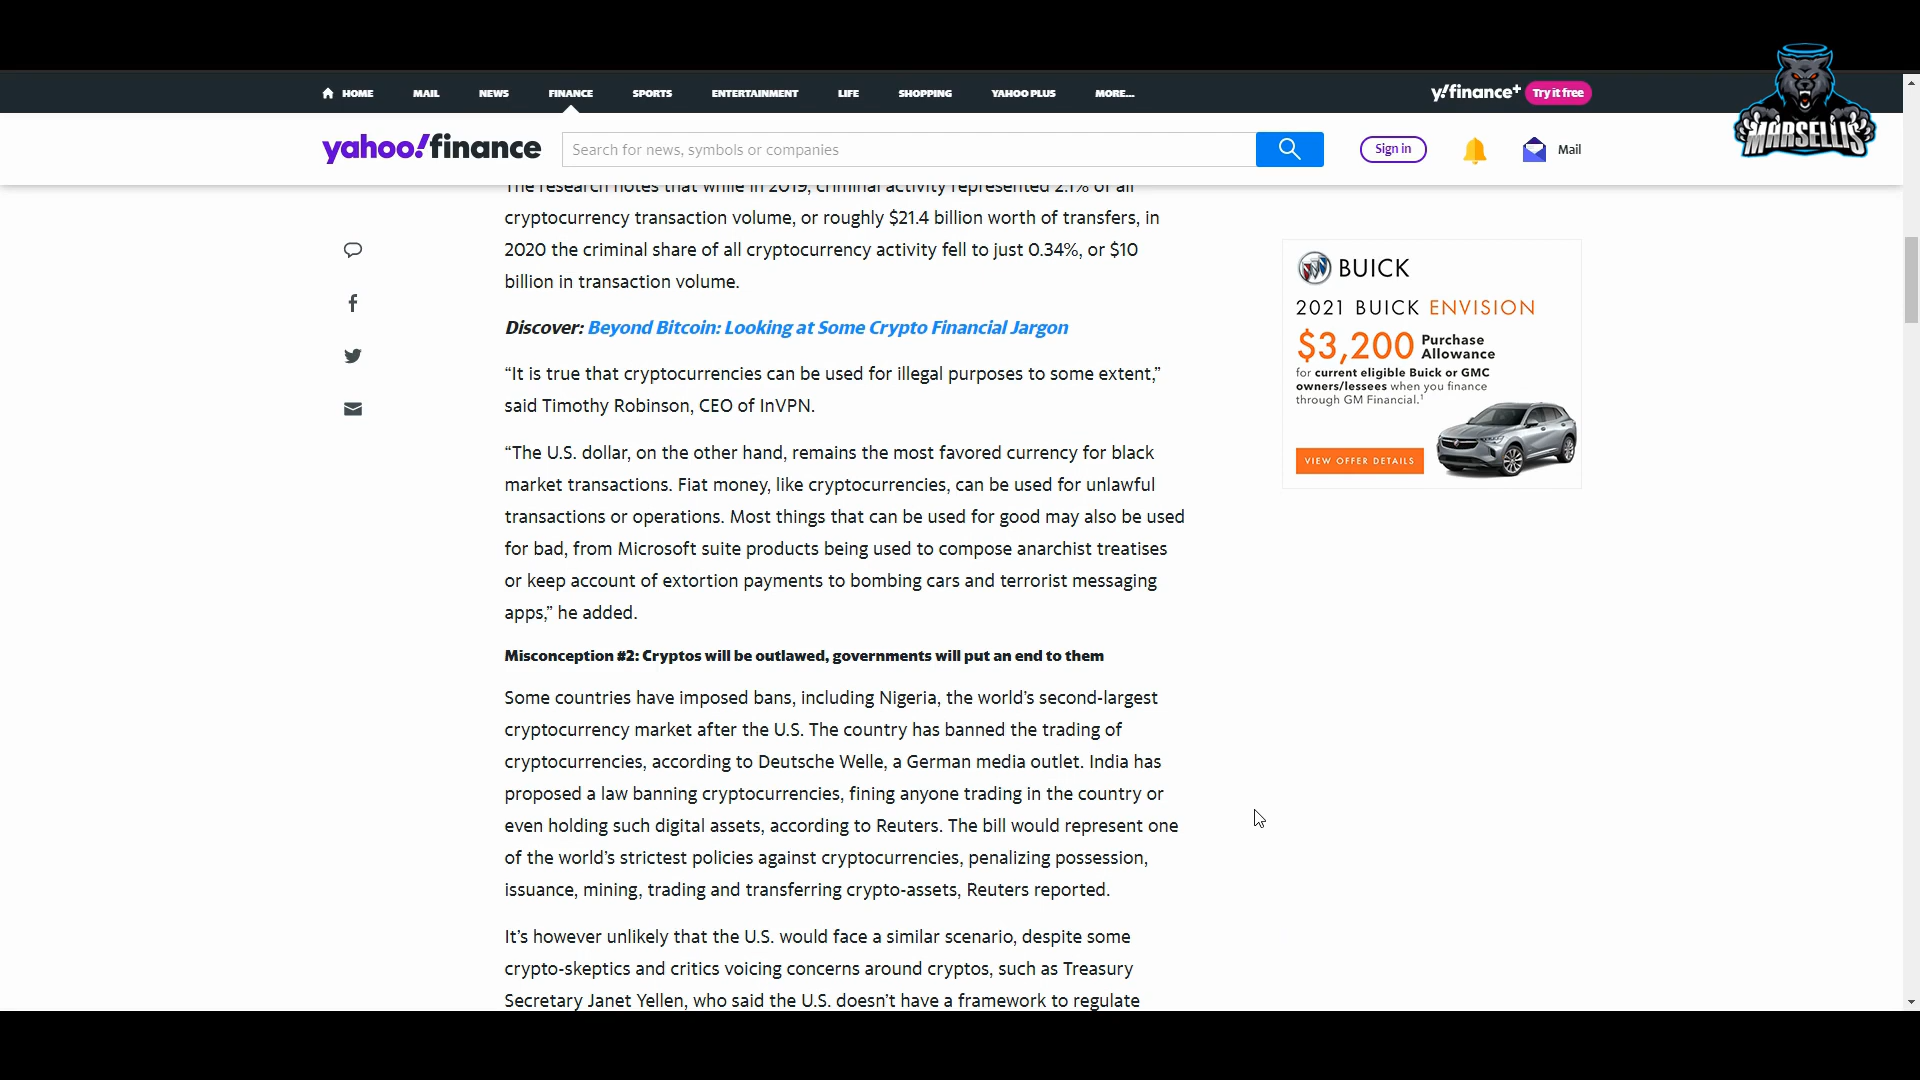 HOME MAIL NEWS FINANCE SPORTS ENTERTAINMENT LIFE SHOPPING YAHOO PLUS MORE... y!finance+ Try it free
MARSELLIS
yahoo!finance Search for news, symbols or companies Sign in Mail
The research notes that while in 2019, criminal activity represented 2.1% of all
cryptocurrency transaction volume, or roughly $21.4 billion worth of transfers, in
2020 the criminal share of all cryptocurrency activity fell to just 0.34%, or $10
billion in transaction volume.
Discover: Beyond Bitcoin: Looking at Some Crypto Financial Jargon
“It is true that cryptocurrencies can be used for illegal purposes to some extent,”
said Timothy Robinson, CEO of InVPN.
“The U.S. dollar, on the other hand, remains the most favored currency for black
market transactions. Fiat money, like cryptocurrencies, can be used for unlawful
transactions or operations. Most things that can be used for good may also be used
for bad, from Microsoft suite products being used to compose anarchist treatises
or keep account of extortion payments to bombing cars and terrorist messaging
apps,” he added.
Misconception #2: Cryptos will be outlawed, governments will put an end to them
Some countries have imposed bans, including Nigeria, the world’s second-largest
cryptocurrency market after the U.S. The country has banned the trading of
cryptocurrencies, according to Deutsche Welle, a German media outlet. India has
proposed a law banning cryptocurrencies, fining anyone trading in the country or
even holding such digital assets, according to Reuters. The bill would represent one
of the world’s strictest policies against cryptocurrencies, penalizing possession,
issuance, mining, trading and transferring crypto-assets, Reuters reported.
It’s however unlikely that the U.S. would face a similar scenario, despite some
crypto-skeptics and critics voicing concerns around cryptos, such as Treasury
Secretary Janet Yellen, who said the U.S. doesn’t have a framework to regulate
BUICK
2021 BUICK ENVISION
$3,200 Purchase
Allowance
for current eligible Buick or GMC
owners/lessees when you finance
through GM Financial.1
VIEW OFFER DETAILS